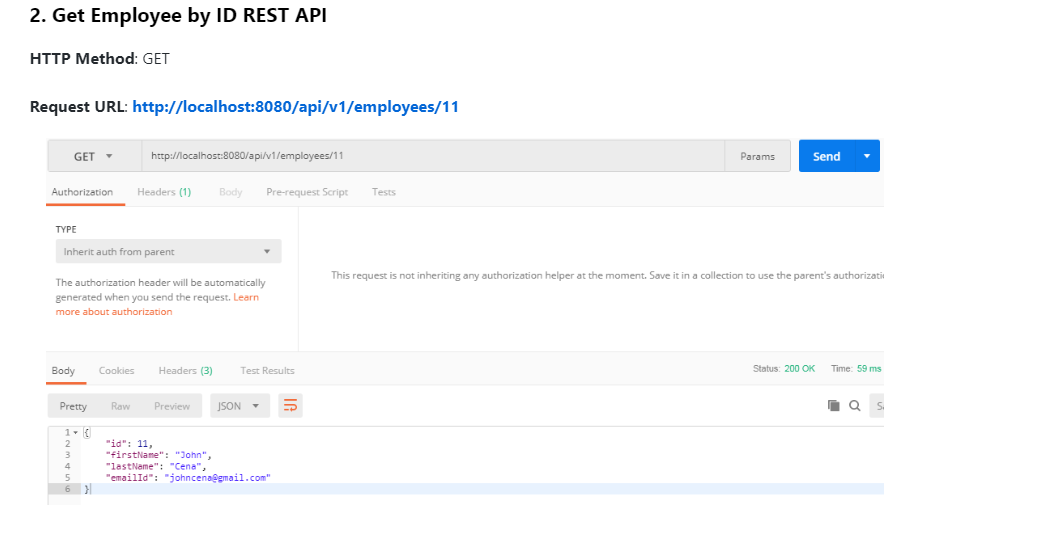 2. Get Employee by ID REST API
HTTP Method: GET
Request URL: http://localhost:8080/api/v1/employees/11
GET http://localhost:8080/api/v1/employees/11 Params Send
Authorization Headers (1) Body Pre-request Script Tests
TYPE
Inherit auth from parent
The authorization header will be automatically
generated when you send the request. Learn
more about authorization
This request is not inheriting any authorization helper at the moment. Save it in a collection to use the parent's
Body Cookies Headers (3) Test Results Status: 200 OK Time: 59 ms
Pretty Raw Preview JSON
1 {
2 "id": 11,
3 "firstName": "John",
4 "lastName": "Cena",
5 "emailId": "johncena@gmail.com"
6 }